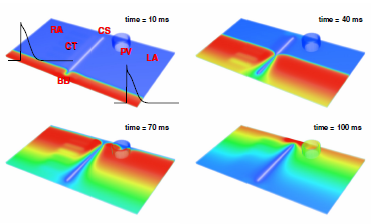 time = 10 ms
RA
CS
CT
PV
LA
BB
time = 40 ms
time = 70 ms
time = 100 ms